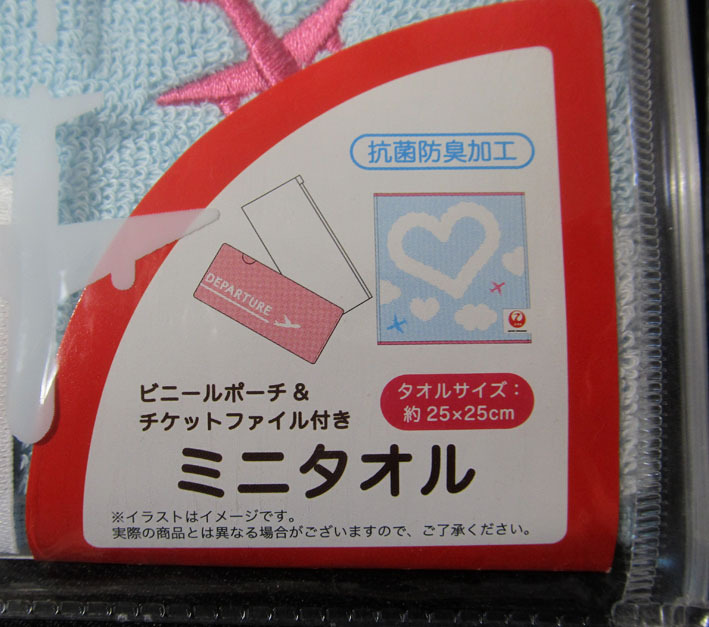 抗菌防臭加工
DEPARTURE
ビニールポーチ&
チケットファイル付き
タオルサイズ：
約25×25cm
ミニタオル
※イラストはイメージです。
実際の商品とは異なる場合がございますので、ご了承ください。